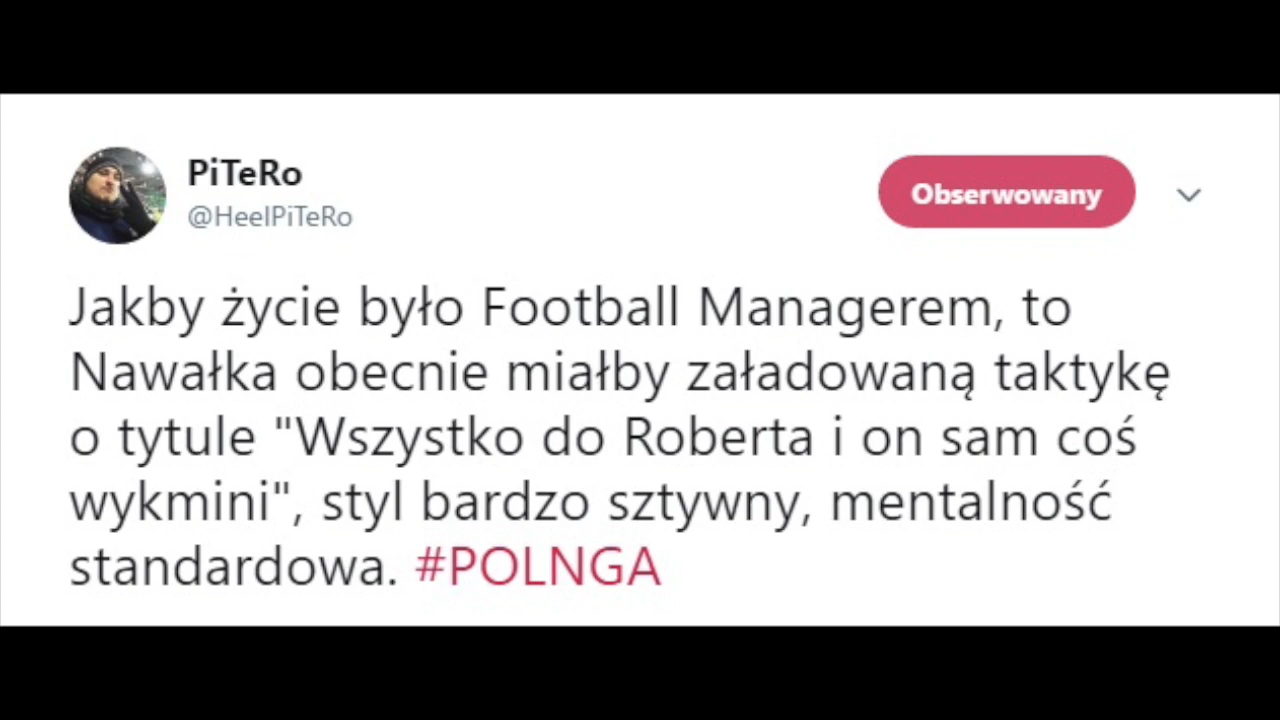 PiTeRo
@HeelPiTeRo
Obserwowany
Jakby życie było Football Managerem, to
Nawałka obecnie miałby załadowaną taktykę
o tytule "Wszystko do Roberta i on sam coś
wykmini", styl bardzo sztywny, mentalność
standardowa. #POLNGA